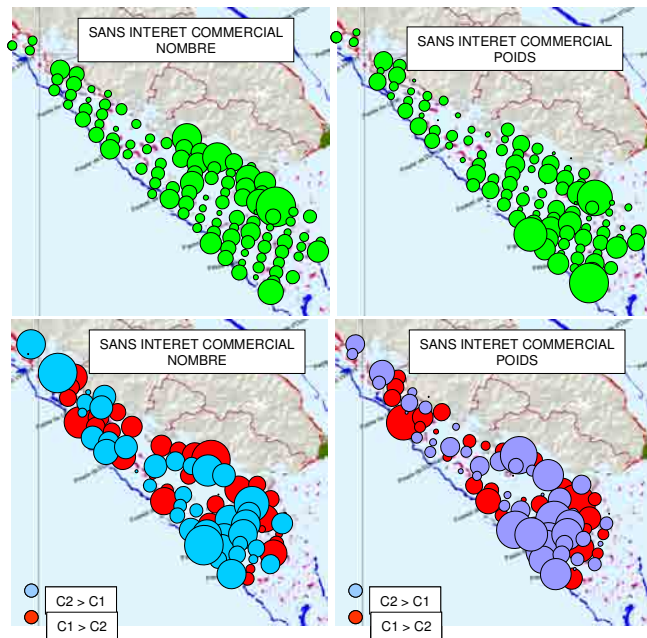 SANS INTERET COMMERCIAL
NOMBRE
SANS INTERET COMMERCIAL
POIDS
SANS INTERET COMMERCIAL
NOMBRE
SANS INTERET COMMERCIAL
POIDS
C2 > C1
C1 > C2
C2 > C1
C1 > C2